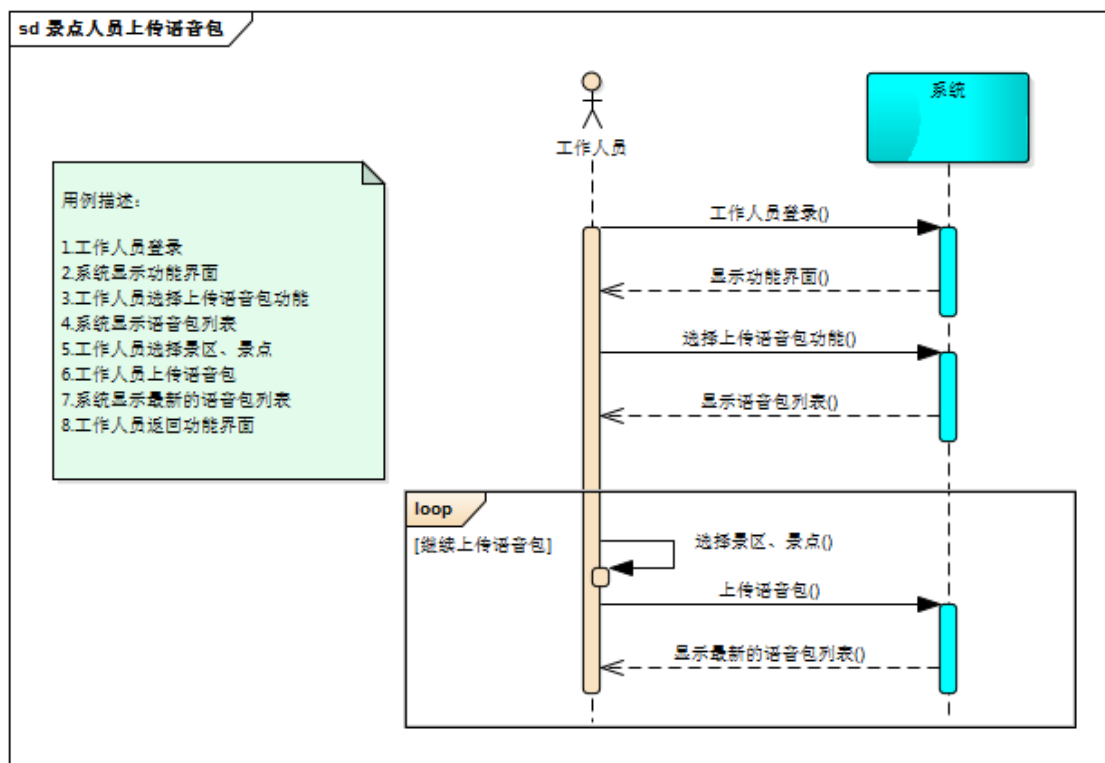 sd 景点人员上传语音包
系统
工作人员
用例描述：
1.工作人员登录
2.系统显示功能界面
3.工作人员选择上传语音包功能
4.系统显示语音包列表
5.工作人员选择景区、景点
6.工作人员上传语音包
7.系统显示最新的语音包列表
8.工作人员返回功能界面
工作人员登录()
显示功能界面()
选择上传语音包功能()
显示语音包列表()
loop
[继续上传语音包]
选择景区、景点()
上传语音包()
显示最新的语音包列表()